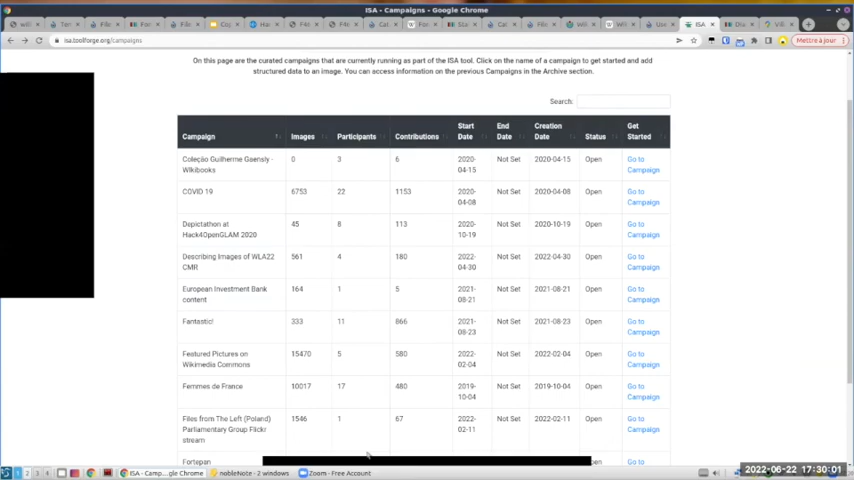 ISA - Campaigns - Google Chrome
ISA
isa.toolforge.org/campaigns
Mettre à jour
On this page are the curated campaigns that are currently running as part of the ISA tool. Click on the name of a campaign to get started and add
structured data to an image. You can access information on the previous Campaigns in the Archive section.
Search:
Campaign Images Participants Contributions Start Date End Date Creation Date Status Get Started
Coleção Guilherme Gaensly - Wikibooks 0 3 6 2020-04-15 Not Set 2020-04-15 Open Go to Campaign
COVID 19 6753 22 1153 2020-04-08 Not Set 2020-04-08 Open Go to Campaign
Depictathon at Hack4OpenGLAM 2020 45 8 113 2020-10-19 Not Set 2020-10-19 Open Go to Campaign
Describing Images of WLA22 CMR 561 4 180 2022-04-30 Not Set 2022-04-30 Open Go to Campaign
European Investment Bank content 164 1 5 2021-08-21 Not Set 2021-08-21 Open Go to Campaign
Fantastic! 333 11 866 2021-08-23 Not Set 2021-08-23 Open Go to Campaign
Featured Pictures on Wikimedia Commons 15470 5 580 2022-02-04 Not Set 2022-02-04 Open Go to Campaign
Femmes de France 10017 17 480 2019-10-04 Not Set 2019-10-04 Open Go to Campaign
Files from The Left (Poland) Parliamentary Group Flickr stream 1546 1 67 2022-02-11 Not Set 2022-02-11 Open Go to Campaign
Fortepan Go to
1 2 3 4 ISA - Camp...gle Chrome nobleNote - 2 windows Zoom - Free Account
2022-06-22 17:30:01